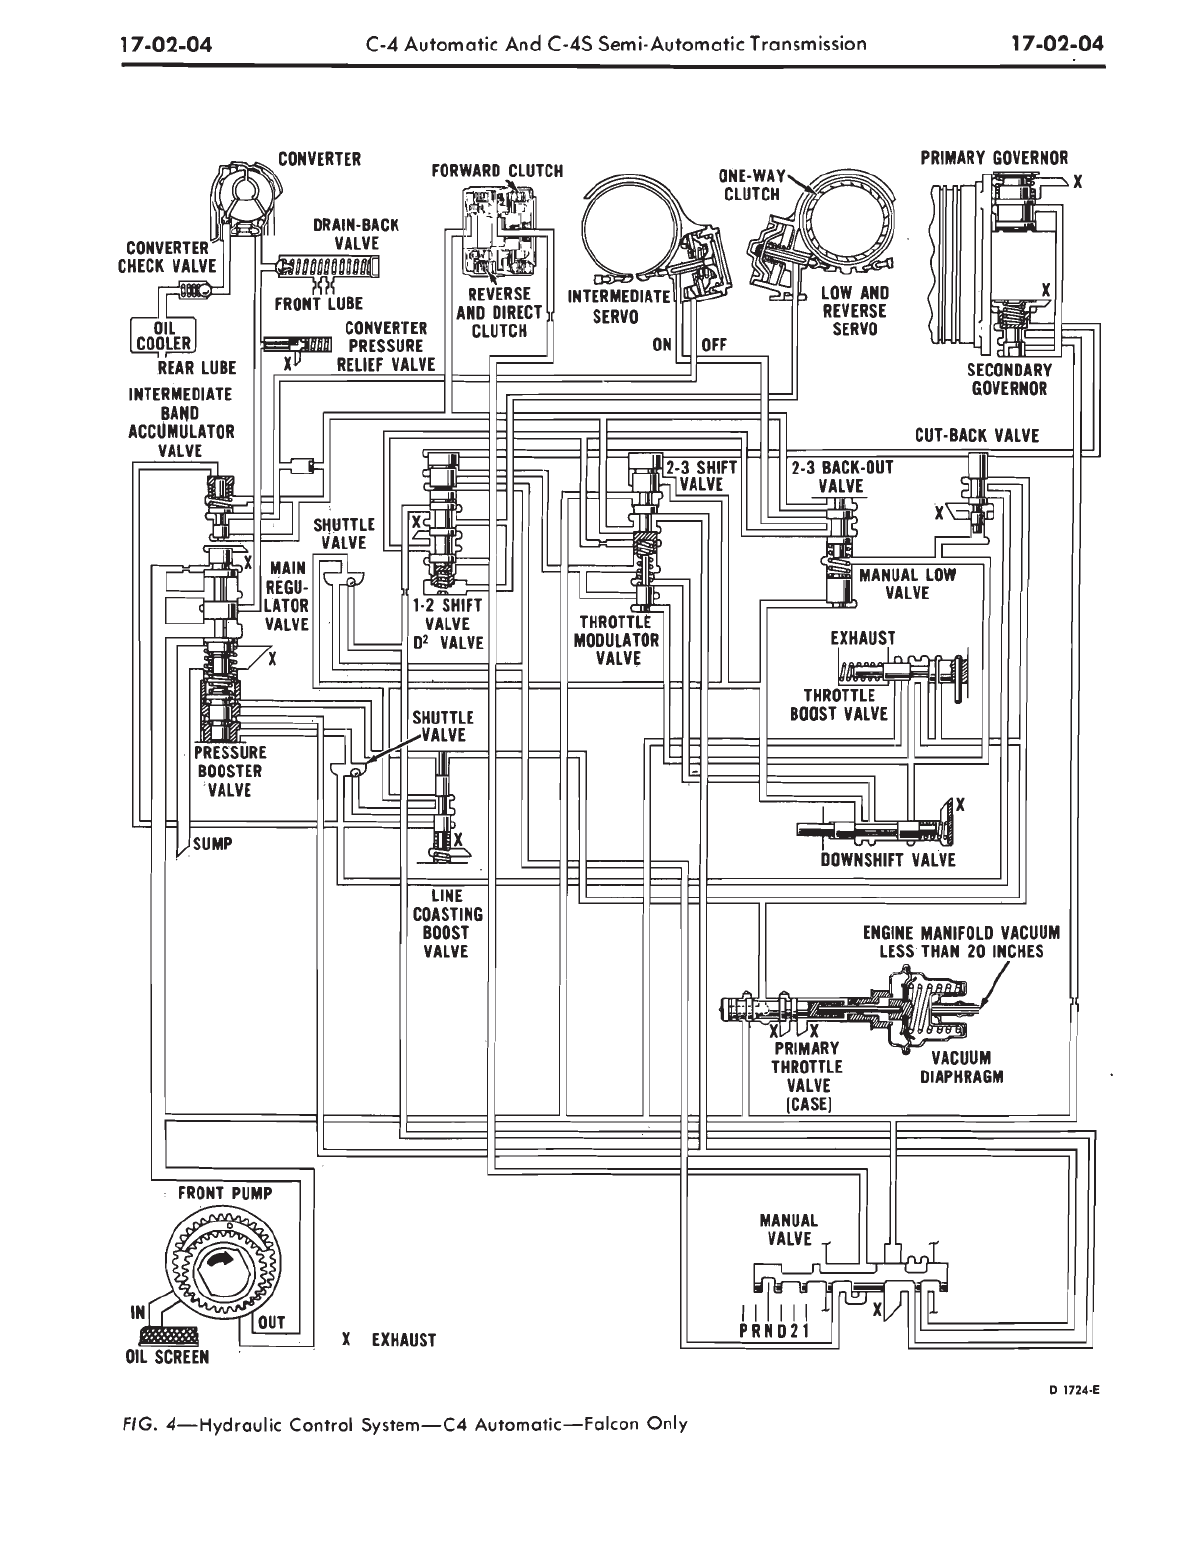 17-02-04
C-4 Automatic And C-4S Semi-Automatic Transmission
17-02-04
CONVERTER
FORWARD CLUTCH
ONE-WAY
CLUTCH
PRIMARY GOVERNOR
X
DRAIN-BACK
VALVE
CONVERTER
CHECK VALVE
FRONT LUBE
REVERSE
AND DIRECT
CLUTCH
INTERMEDIATE
SERVO
LOW AND
REVERSE
SERVO
X
OIL
COOLER
CONVERTER
PRESSURE
RELIEF VALVE
X
ON
OFF
REAR LUBE
SECONDARY
GOVERNOR
INTERMEDIATE
BAND
ACCUMULATOR
VALVE
CUT-BACK VALVE
2-3 SHIFT
VALVE
2-3 BACK-OUT
VALVE
X
SHUTTLE
VALVE
X
X
MAIN
REGU-
LATOR
VALVE
X
1-2 SHIFT
VALVE
D² VALVE
THROTTLE
MODULATOR
VALVE
MANUAL LOW
VALVE
EXHAUST
THROTTLE
BOOST VALVE
SHUTTLE
VALVE
PRESSURE
BOOSTER
VALVE
X
SUMP
X
DOWNSHIFT VALVE
LINE
COASTING
BOOST
VALVE
ENGINE MANIFOLD VACUUM
LESS THAN 20 INCHES
X
X
PRIMARY
THROTTLE
VALVE
(CASE)
VACUUM
DIAPHRAGM
FRONT PUMP
MANUAL
VALVE
IN
OUT
X
P R N D 2 1
OIL SCREEN
X EXHAUST
D 1724-E
FIG. 4—Hydraulic Control System—C4 Automatic—Falcon Only